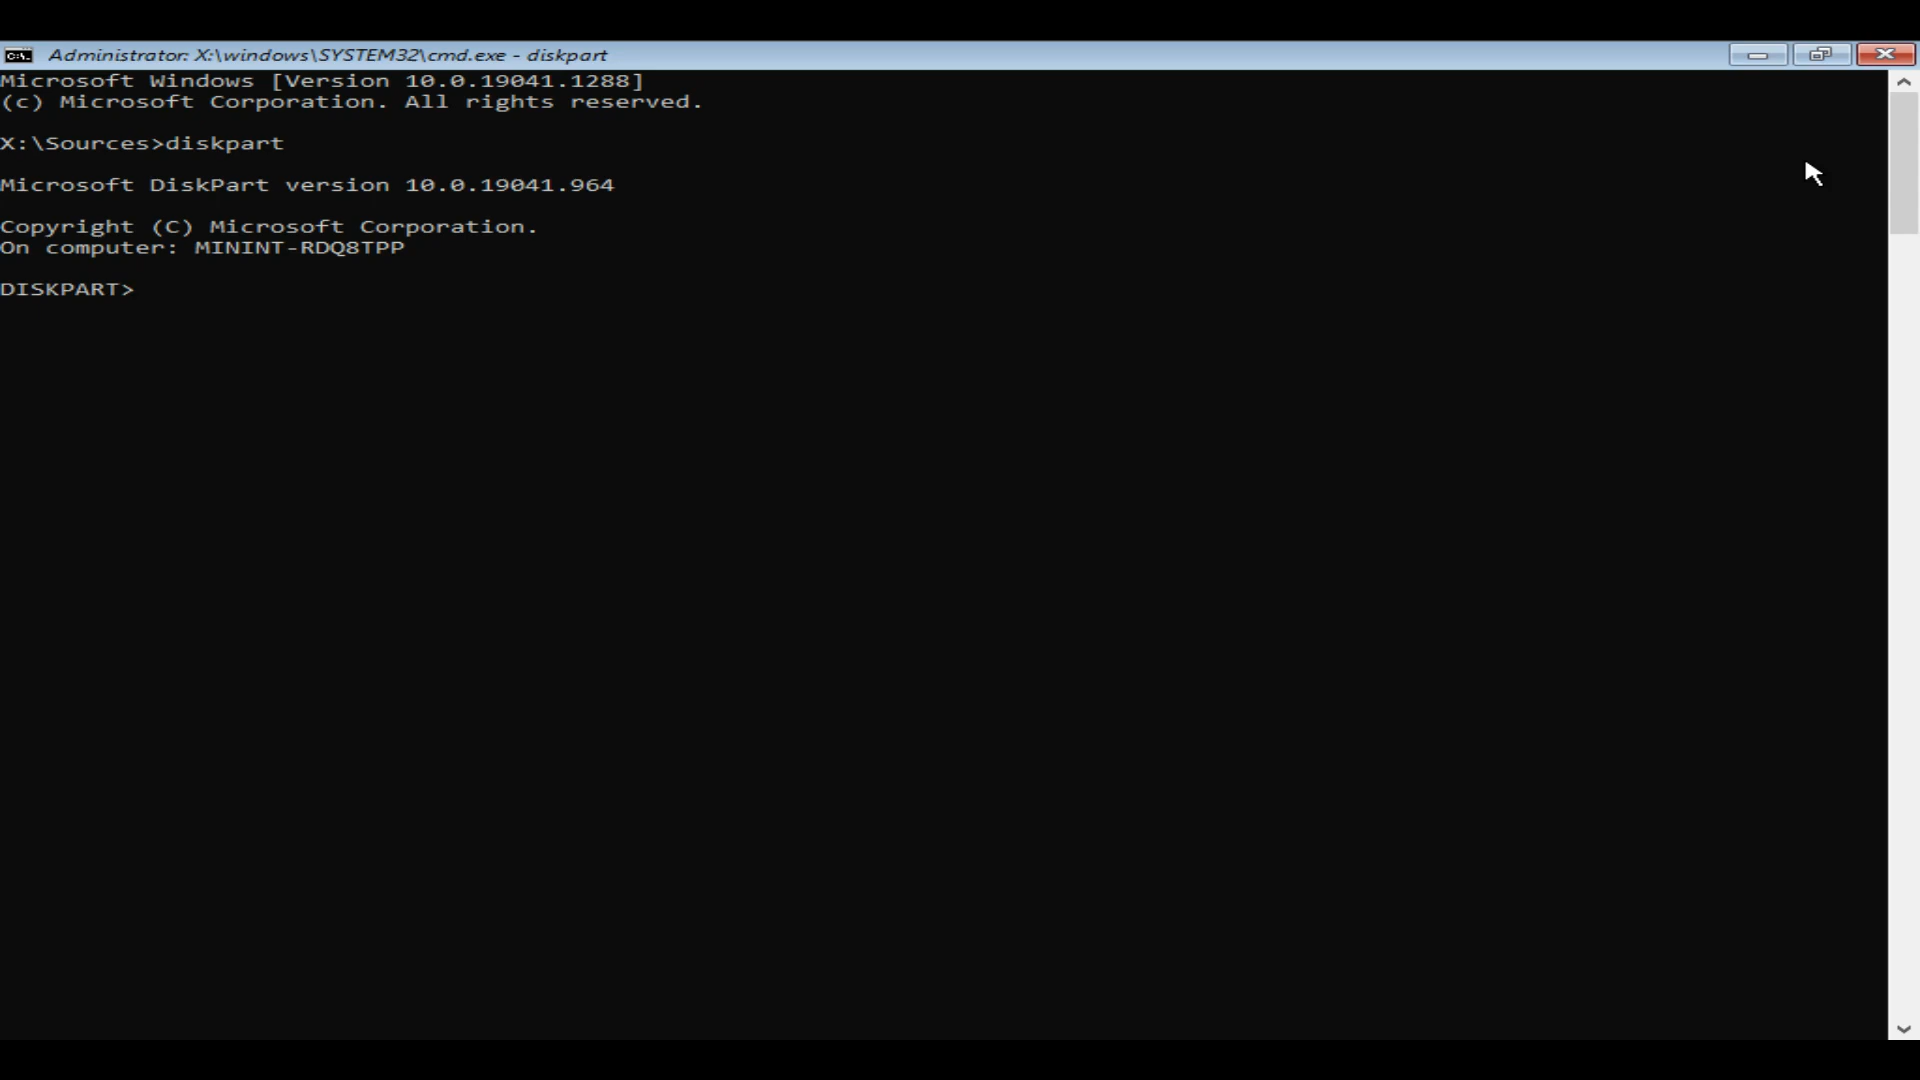 Administrator: X:\windows\SYSTEM32\cmd.exe - diskpart
Microsoft Windows [Version 10.0.19041.1288]
(c) Microsoft Corporation. All rights reserved.
X:\Sources>diskpart
Microsoft DiskPart version 10.0.19041.964
Copyright (C) Microsoft Corporation.
On computer: MININT-RDQ8TPP
DISKPART>